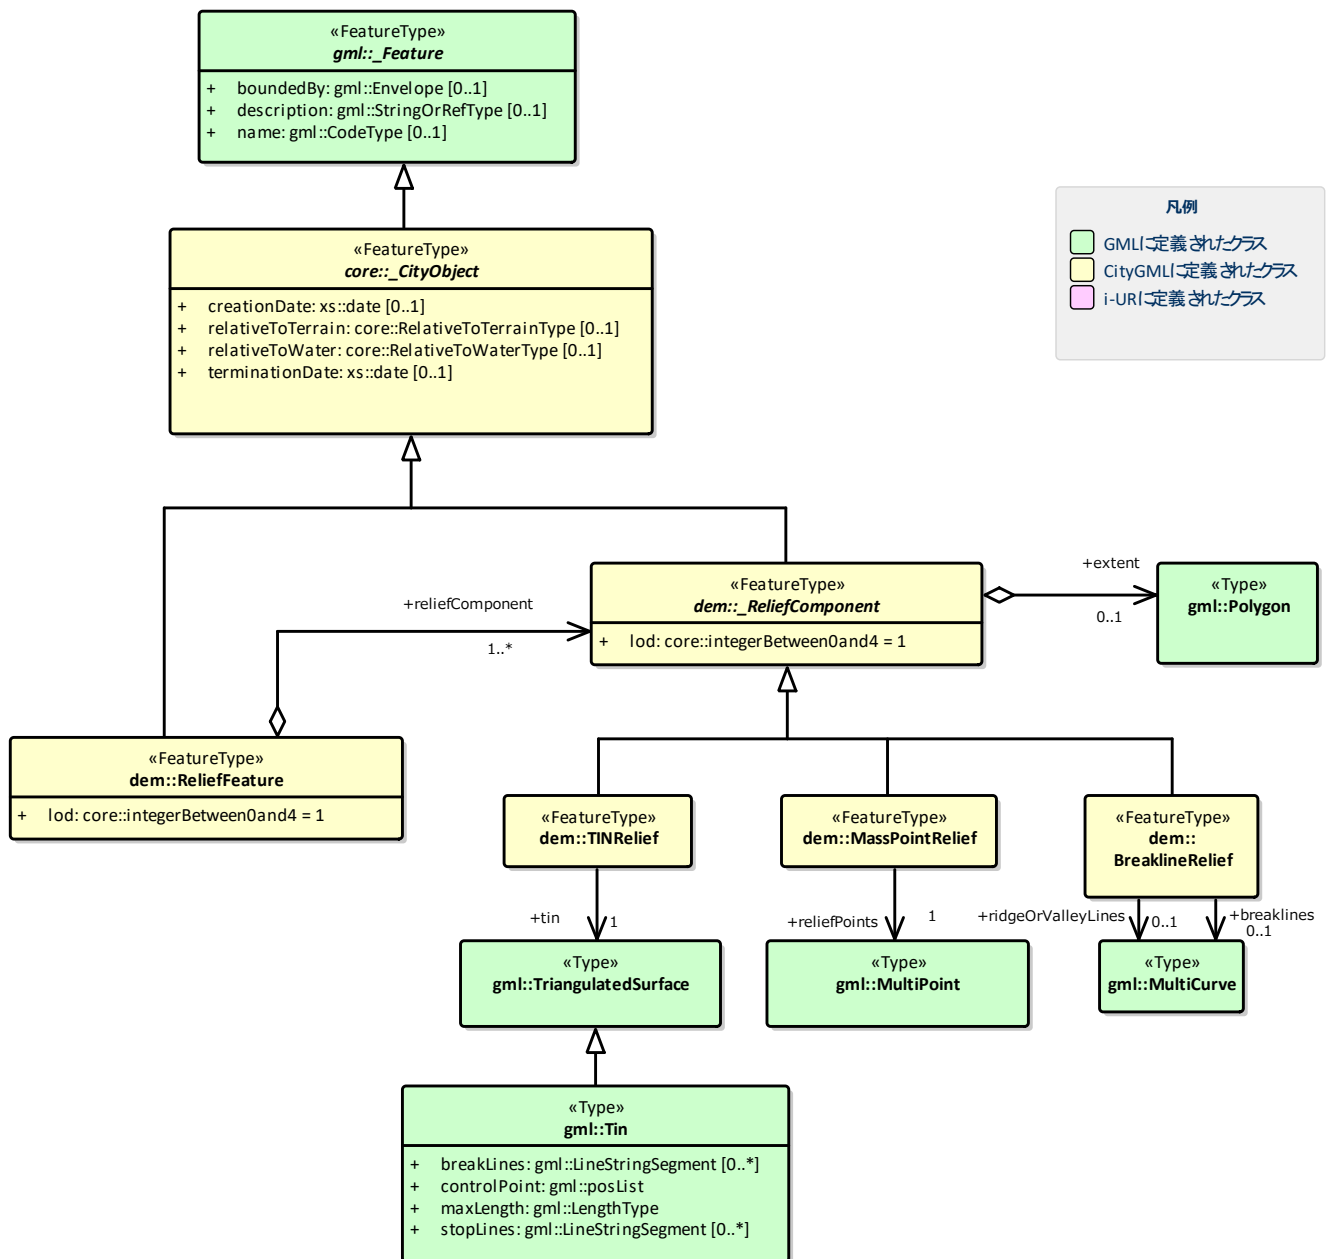 «FeatureType»
gml::_Feature
+ boundedBy: gml::Envelope [0..1]
+ description: gml::StringOrRefType [0..1]
+ name: gml::CodeType [0..1]
凡例
GMLに定義されたクラス
CityGMLに定義されたクラス
i-URに定義されたクラス
«FeatureType»
core::_CityObject
+ creationDate: xs::date [0..1]
+ relativeToTerrain: core::RelativeToTerrainType [0..1]
+ relativeToWater: core::RelativeToWaterType [0..1]
+ terminationDate: xs::date [0..1]
+reliefComponent
1..*
«FeatureType»
dem::_ReliefComponent
+ lod: core::integerBetween0and4 = 1
+extent
0..1
«Type»
gml::Polygon
«FeatureType»
dem::ReliefFeature
+ lod: core::integerBetween0and4 = 1
«FeatureType»
dem::TINRelief
«FeatureType»
dem::MassPointRelief
«FeatureType»
dem::
BreaklineRelief
+tin
1
+reliefPoints
1
+ridgeOrValleyLines
0..1
+breaklines
0..1
«Type»
gml::TriangulatedSurface
«Type»
gml::MultiPoint
«Type»
gml::MultiCurve
«Type»
gml::Tin
+ breakLines: gml::LineStringSegment [0..*]
+ controlPoint: gml::posList
+ maxLength: gml::LengthType
+ stopLines: gml::LineStringSegment [0..*]